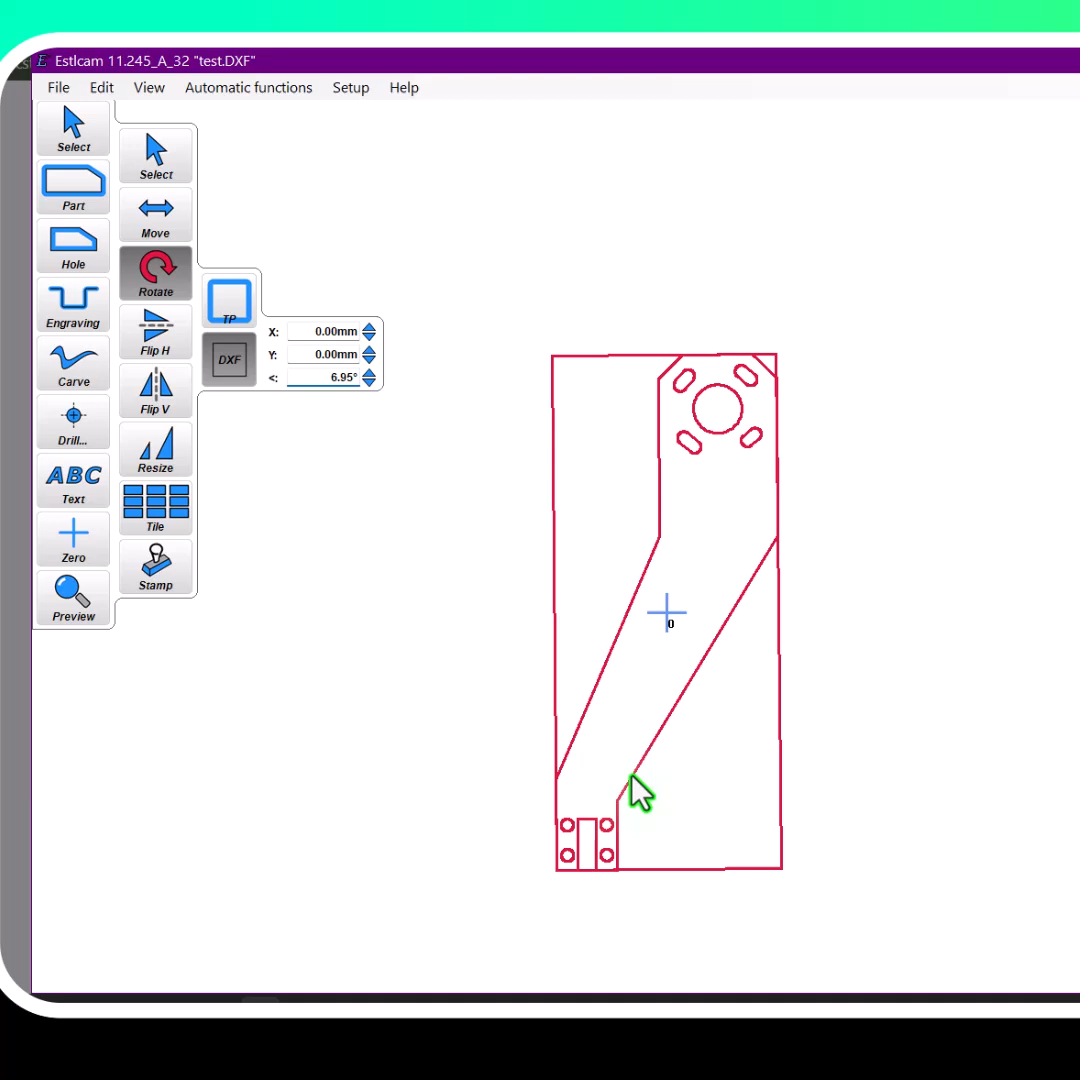 Estlcam 11.245_A_32 "test.DXF"
File Edit View Automatic functions Setup Help
Select
Part
Hole
Engraving
Carve
Drill...
ABC
Text
Zero
Preview
Select
Move
Rotate
Flip H
Flip V
Resize
Tile
Stamp
TP
DXF
X: 0.00mm
Y: 0.00mm
<: 6.95°
0